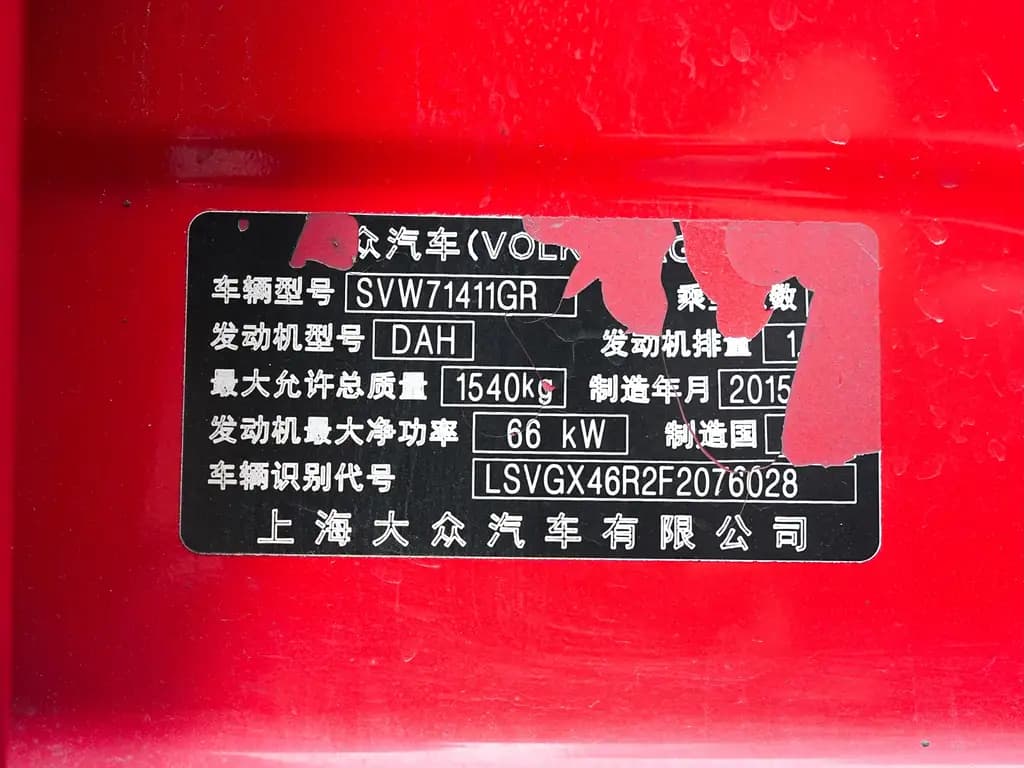 众汽车(VOL
车辆型号 SVW71411GR 乘 数
发动机型号 DAH 发动机排量 1.
最大允许总质量 1540kg 制造年月 2015
发动机最大净功率 66 kW 制造国
车辆识别代号 LSVGX46R2F2076028
上海大众汽车有限公司